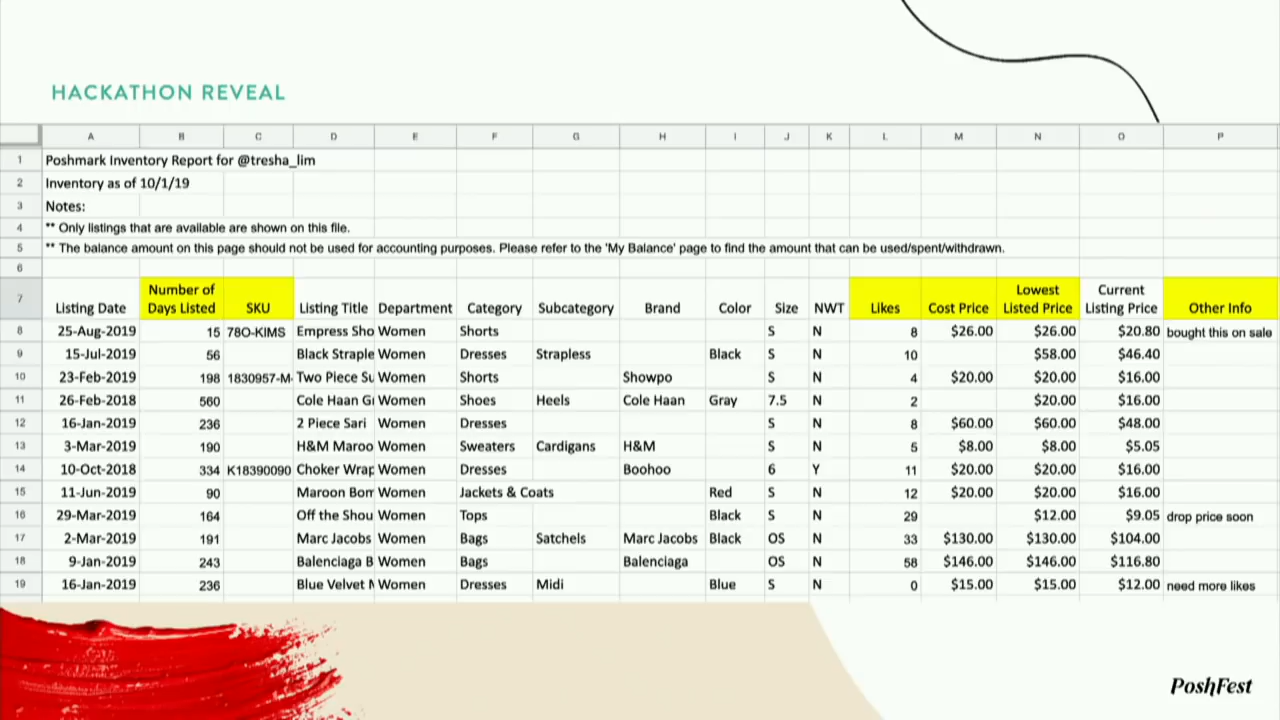 HACKATHON REVEAL
A B C D E F G H I J K L M N O P
1 Poshmark Inventory Report for @tresha_lim
2 Inventory as of 10/1/19
3 Notes:
4 ** Only listings that are available are shown on this file.
5 ** The balance amount on this page should not be used for accounting purposes. Please refer to the 'My Balance' page to find the amount that can be used/spent/withdrawn.
6
7 Listing Date Number of Days Listed SKU Listing Title Department Category Subcategory Brand Color Size NWT Likes Cost Price Lowest Listed Price Current Listing Price Other Info
8 25-Aug-2019 15 78O-KIMS Empress Sho Women Shorts S N 8 $26.00 $26.00 $20.80 bought this on sale
9 15-Jul-2019 56 Black Straple Women Dresses Strapless Black S N 10 $58.00 $46.40
10 23-Feb-2019 198 1830957-M- Two Piece Su Women Shorts Showpo S N 4 $20.00 $20.00 $16.00
11 26-Feb-2018 560 Cole Haan Gr Women Shoes Heels Cole Haan Gray 7.5 N 2 $20.00 $16.00
12 16-Jan-2019 236 2 Piece Sari Women Dresses S N 8 $60.00 $60.00 $48.00
13 3-Mar-2019 190 H&M Maroo Women Sweaters Cardigans H&M S N 5 $8.00 $8.00 $5.05
14 10-Oct-2018 334 K18390090 Choker Wrap Women Dresses Boohoo 6 Y 11 $20.00 $20.00 $16.00
15 11-Jun-2019 90 Maroon Bom Women Jackets & Coats Red S N 12 $20.00 $20.00 $16.00
16 29-Mar-2019 164 Off the Shou Women Tops Black S N 29 $12.00 $9.05 drop price soon
17 2-Mar-2019 191 Marc Jacobs Women Bags Satchels Marc Jacobs Black OS N 33 $130.00 $130.00 $104.00
18 9-Jan-2019 243 Balenciaga B Women Bags Balenciaga OS N 58 $146.00 $146.00 $116.80
19 16-Jan-2019 236 Blue Velvet M Women Dresses Midi Blue S N 0 $15.00 $15.00 $12.00 need more likes
PoshFest